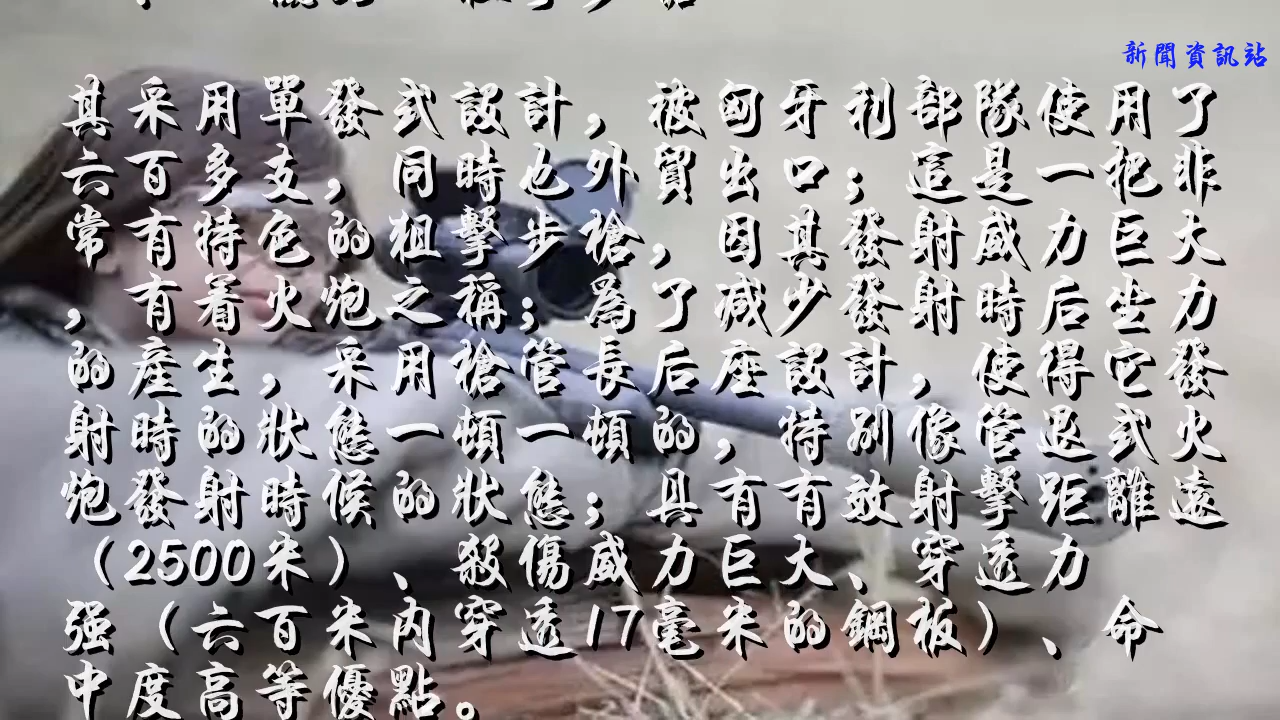 新聞資訊站
其采用單發式設計，被匈牙利部隊使用了
六百多支，同時也外貿出口；這是一把非
常有特色的狙擊步槍，因其發射威力巨大
，有着火炮之稱；為了减少發射時后坐力
的產生，采用槍管長后座設計，使得它發
射時的狀態一頓一頓的，特別像管退式火
炮發射時候的狀態；具有有效射擊距離遠
（2500米）、殺傷威力巨大、穿透力
强（六百米內穿透17毫米的鋼板）、命
中度高等優點。